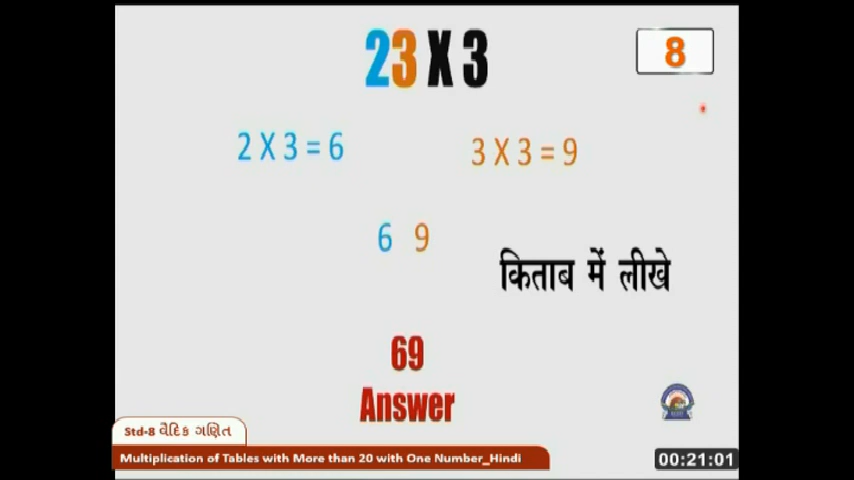 23 X 3
8
2 X 3 = 6
3 X 3 = 9
6 9
किताब में लीखे
69
Answer
Std-8 વૈદિક ગણિત
Multiplication of Tables with More than 20 with One Number_Hindi
00:21:01